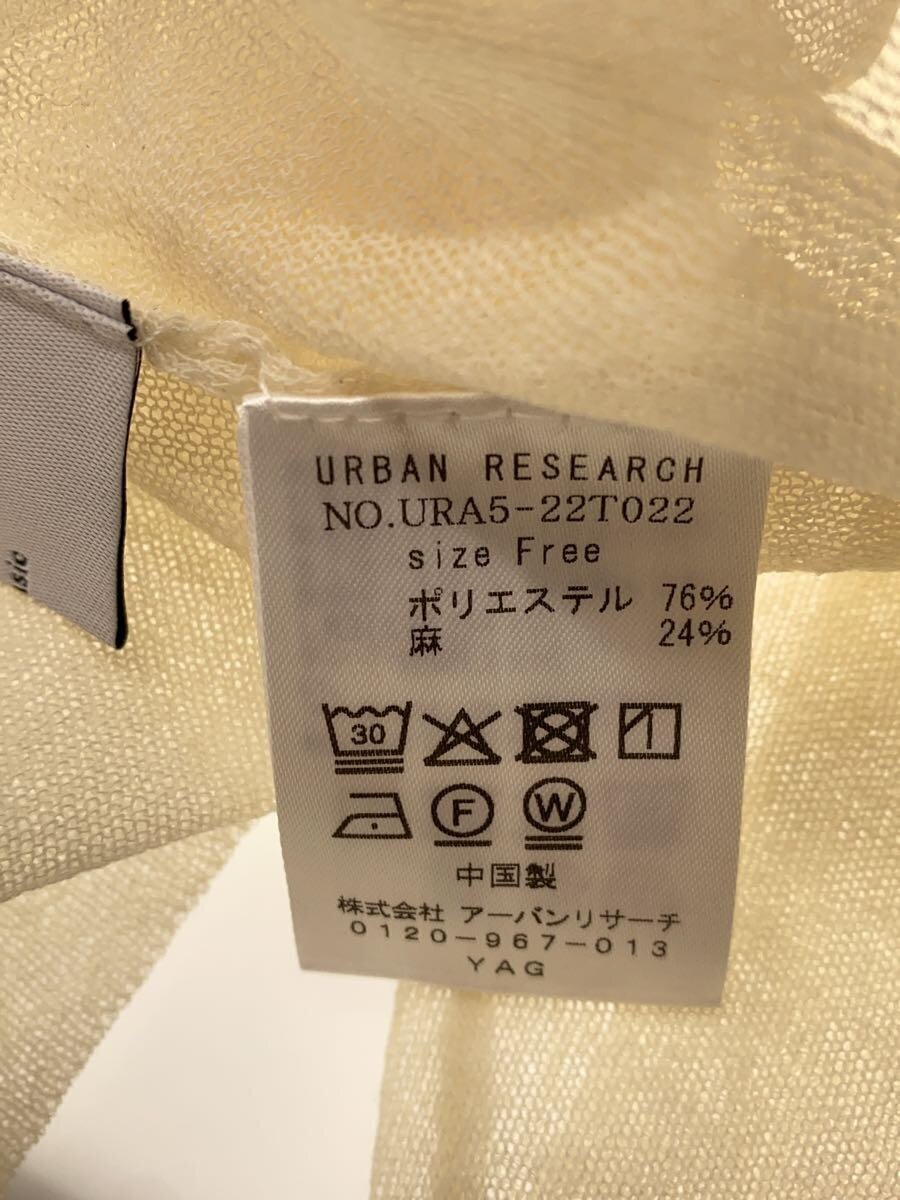 URBAN RESEARCH
NO.URA5-22T022
size Free
ポリエステル 76%
麻 24%
30
F W
中国製
株式会社 アーバンリサーチ
0120-967-013
YAG